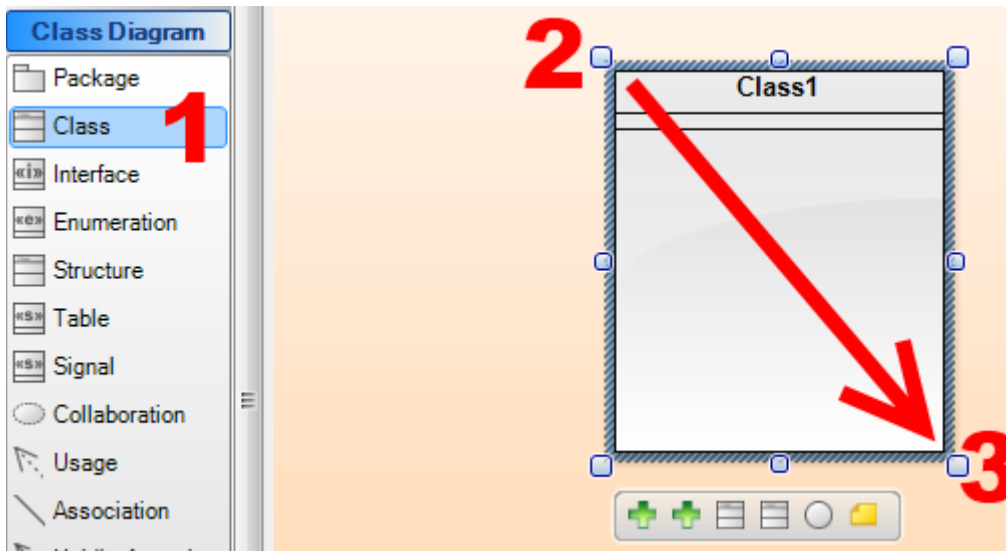 Class Diagram
Package
1
Class
«i» Interface
«e» Enumeration
Structure
«s» Table
«s» Signal
Collaboration
Usage
Association
2
Class1
3